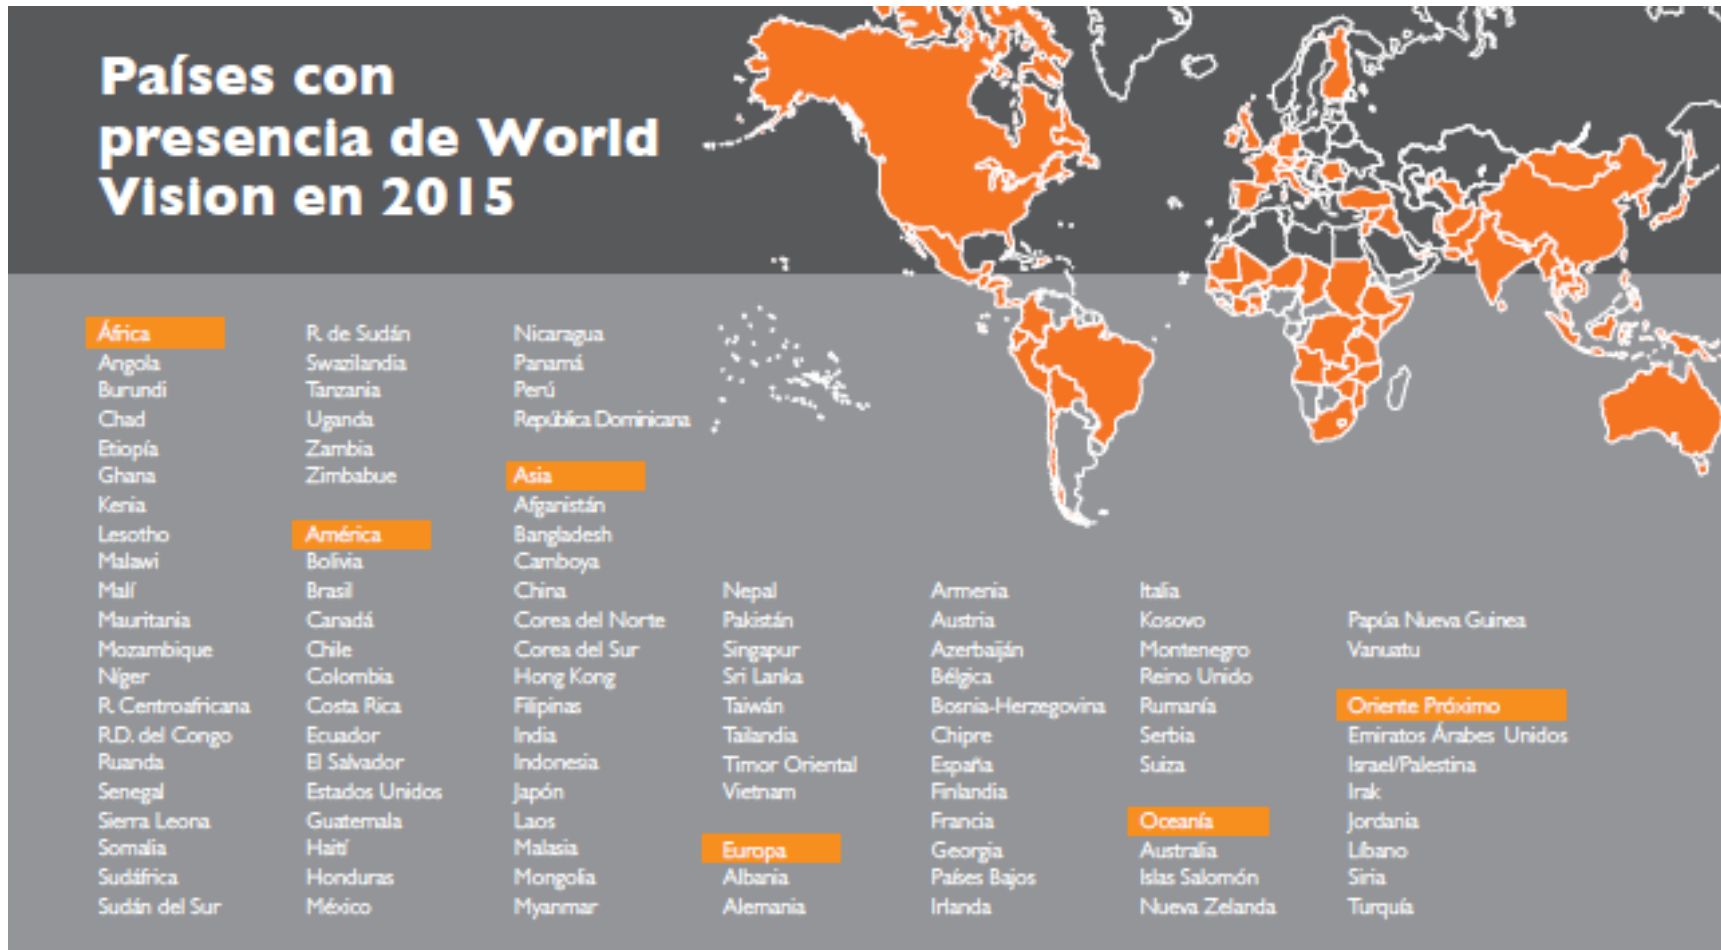 Países con
presencia de World
Vision en 2015
África
Angola
Burundi
Chad
Etiopía
Ghana
Kenia
Lesotho
Malawi
Malí
Mauritania
Mozambique
Níger
R. Centroafricana
R.D. del Congo
Ruanda
Senegal
Sierra Leona
Somalia
Sudáfrica
Sudán del Sur
R. de Sudán
Swazilandia
Tanzania
Uganda
Zambia
Zimbabue
América
Bolivia
Brasil
Canadá
Chile
Colombia
Costa Rica
Ecuador
El Salvador
Estados Unidos
Guatemala
Haití
Honduras
México
Nicaragua
Panamá
Perú
República Dominicana
Asia
Afganistán
Bangladesh
Camboya
China
Corea del Norte
Corea del Sur
Hong Kong
Filipinas
India
Indonesia
Japón
Laos
Malasia
Mongolia
Myanmar
Nepal
Pakistán
Singapur
Sri Lanka
Taiwán
Tailandia
Timor Oriental
Vietnam
Europa
Albania
Alemania
Armenia
Austria
Azerbaiján
Bélgica
Bosnia-Herzegovina
Chipre
España
Finlandia
Francia
Georgia
Países Bajos
Irlanda
Italia
Kosovo
Montenegro
Reino Unido
Rumanía
Serbia
Suiza
Oceanía
Australia
Islas Salomón
Nueva Zelanda
Papúa Nueva Guinea
Vanuatu
Oriente Próximo
Emiratos Árabes Unidos
Israel/Palestina
Irak
Jordania
Líbano
Siria
Turquía